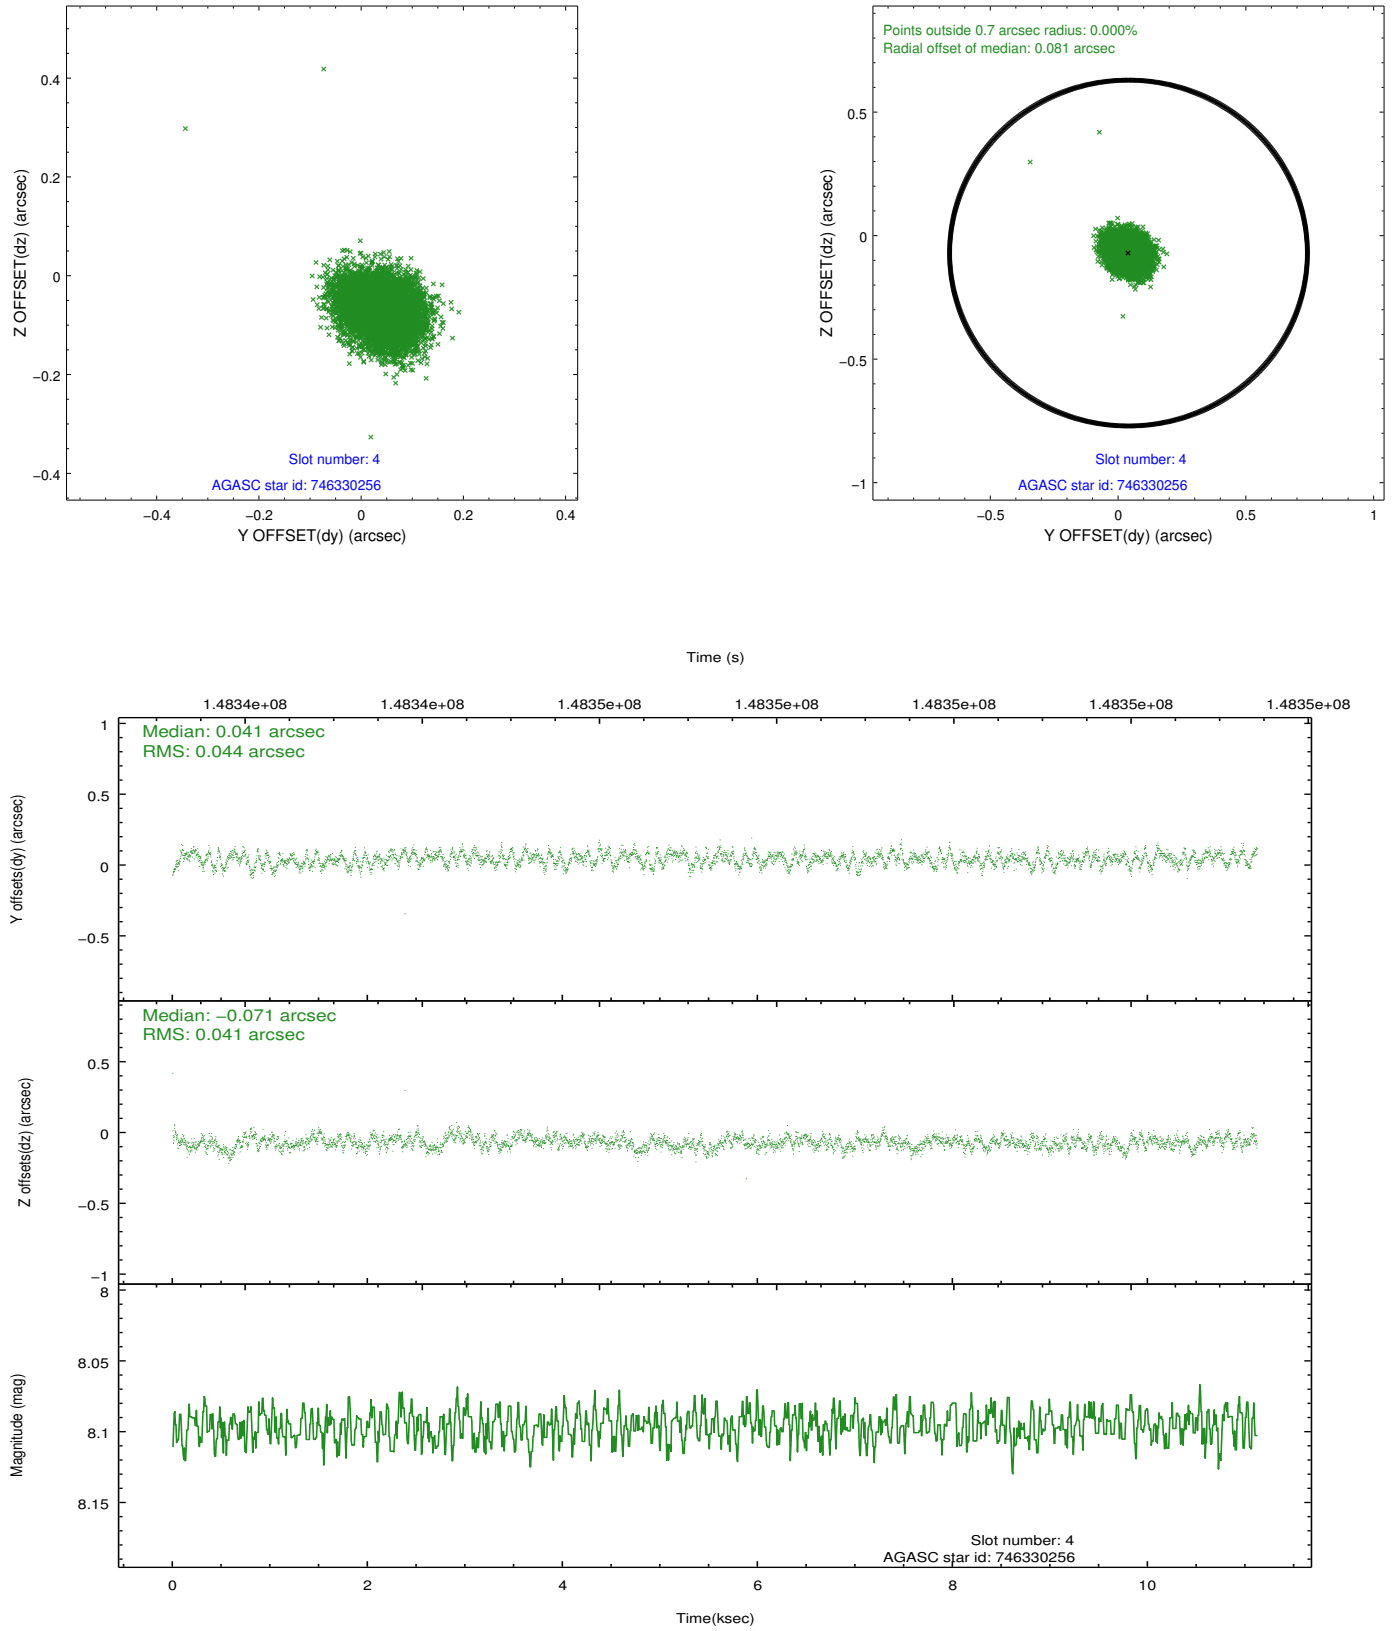 0.4
0.2
0
−0.2
−0.4
Z OFFSET(dz) (arcsec)
Slot number: 4
AGASC star id: 746330256
−0.4 −0.2 0 0.2 0.4
Y OFFSET(dy) (arcsec)
Points outside 0.7 arcsec radius: 0.000%
Radial offset of median: 0.081 arcsec
0.5
0
−0.5
−1
Z OFFSET(dz) (arcsec)
Slot number: 4
AGASC star id: 746330256
−0.5 0 0.5 1
Y OFFSET(dy) (arcsec)
Time (s)
1.4834e+08 1.4834e+08 1.4835e+08 1.4835e+08 1.4835e+08 1.4835e+08 1.4835e+08
Median: 0.041 arcsec
RMS: 0.044 arcsec
1
0.5
0
−0.5
Y offsets(dy) (arcsec)
Median: −0.071 arcsec
RMS: 0.041 arcsec
0.5
0
−0.5
−1
Z offsets(dz) (arcsec)
8
8.05
8.1
8.15
Magnitude (mag)
Slot number: 4
AGASC star id: 746330256
0 2 4 6 8 10
Time(ksec)